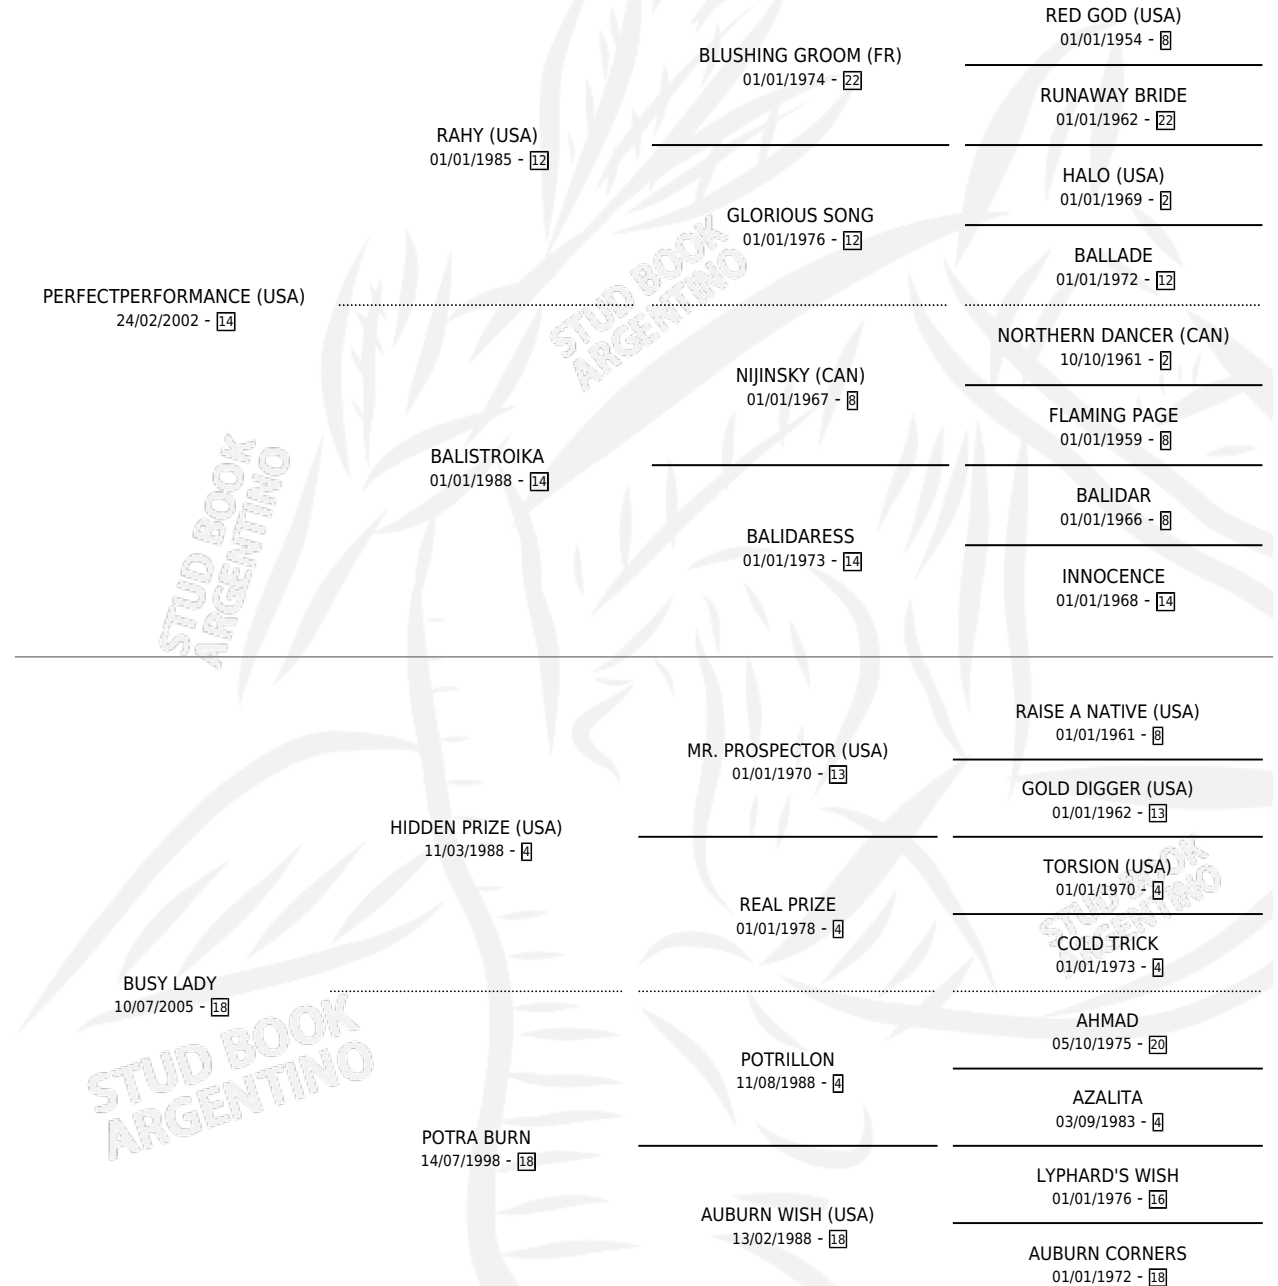 RED GOD (USA)
01/01/1954 - 8
BLUSHING GROOM (FR)
01/01/1974 - 22
RUNAWAY BRIDE
01/01/1962 - 22
RAHY (USA)
01/01/1985 - 12
HALO (USA)
01/01/1969 - 2
GLORIOUS SONG
01/01/1976 - 12
BALLADE
01/01/1972 - 12
PERFECTPERFORMANCE (USA)
24/02/2002 - 14
NORTHERN DANCER (CAN)
10/10/1961 - 2
NIJINSKY (CAN)
01/01/1967 - 8
FLAMING PAGE
01/01/1959 - 8
BALISTROIKA
01/01/1988 - 14
BALIDAR
01/01/1966 - 8
BALIDARESS
01/01/1973 - 14
INNOCENCE
01/01/1968 - 14
RAISE A NATIVE (USA)
01/01/1961 - 8
MR. PROSPECTOR (USA)
01/01/1970 - 13
GOLD DIGGER (USA)
01/01/1962 - 13
HIDDEN PRIZE (USA)
11/03/1988 - 4
TORSION (USA)
01/01/1970 - 4
REAL PRIZE
01/01/1978 - 4
COLD TRICK
01/01/1973 - 4
BUSY LADY
10/07/2005 - 18
AHMAD
05/10/1975 - 20
POTRILLON
11/08/1988 - 4
AZALITA
03/09/1983 - 4
POTRA BURN
14/07/1998 - 18
LYPHARD'S WISH
01/01/1976 - 16
AUBURN WISH (USA)
13/02/1988 - 18
AUBURN CORNERS
01/01/1972 - 18
STUD BOOK
ARGENTINO
STUD BOOK
ARGENTINO
STUD BOOK
ARGENTINO
STUD BOOK
ARGENTINO